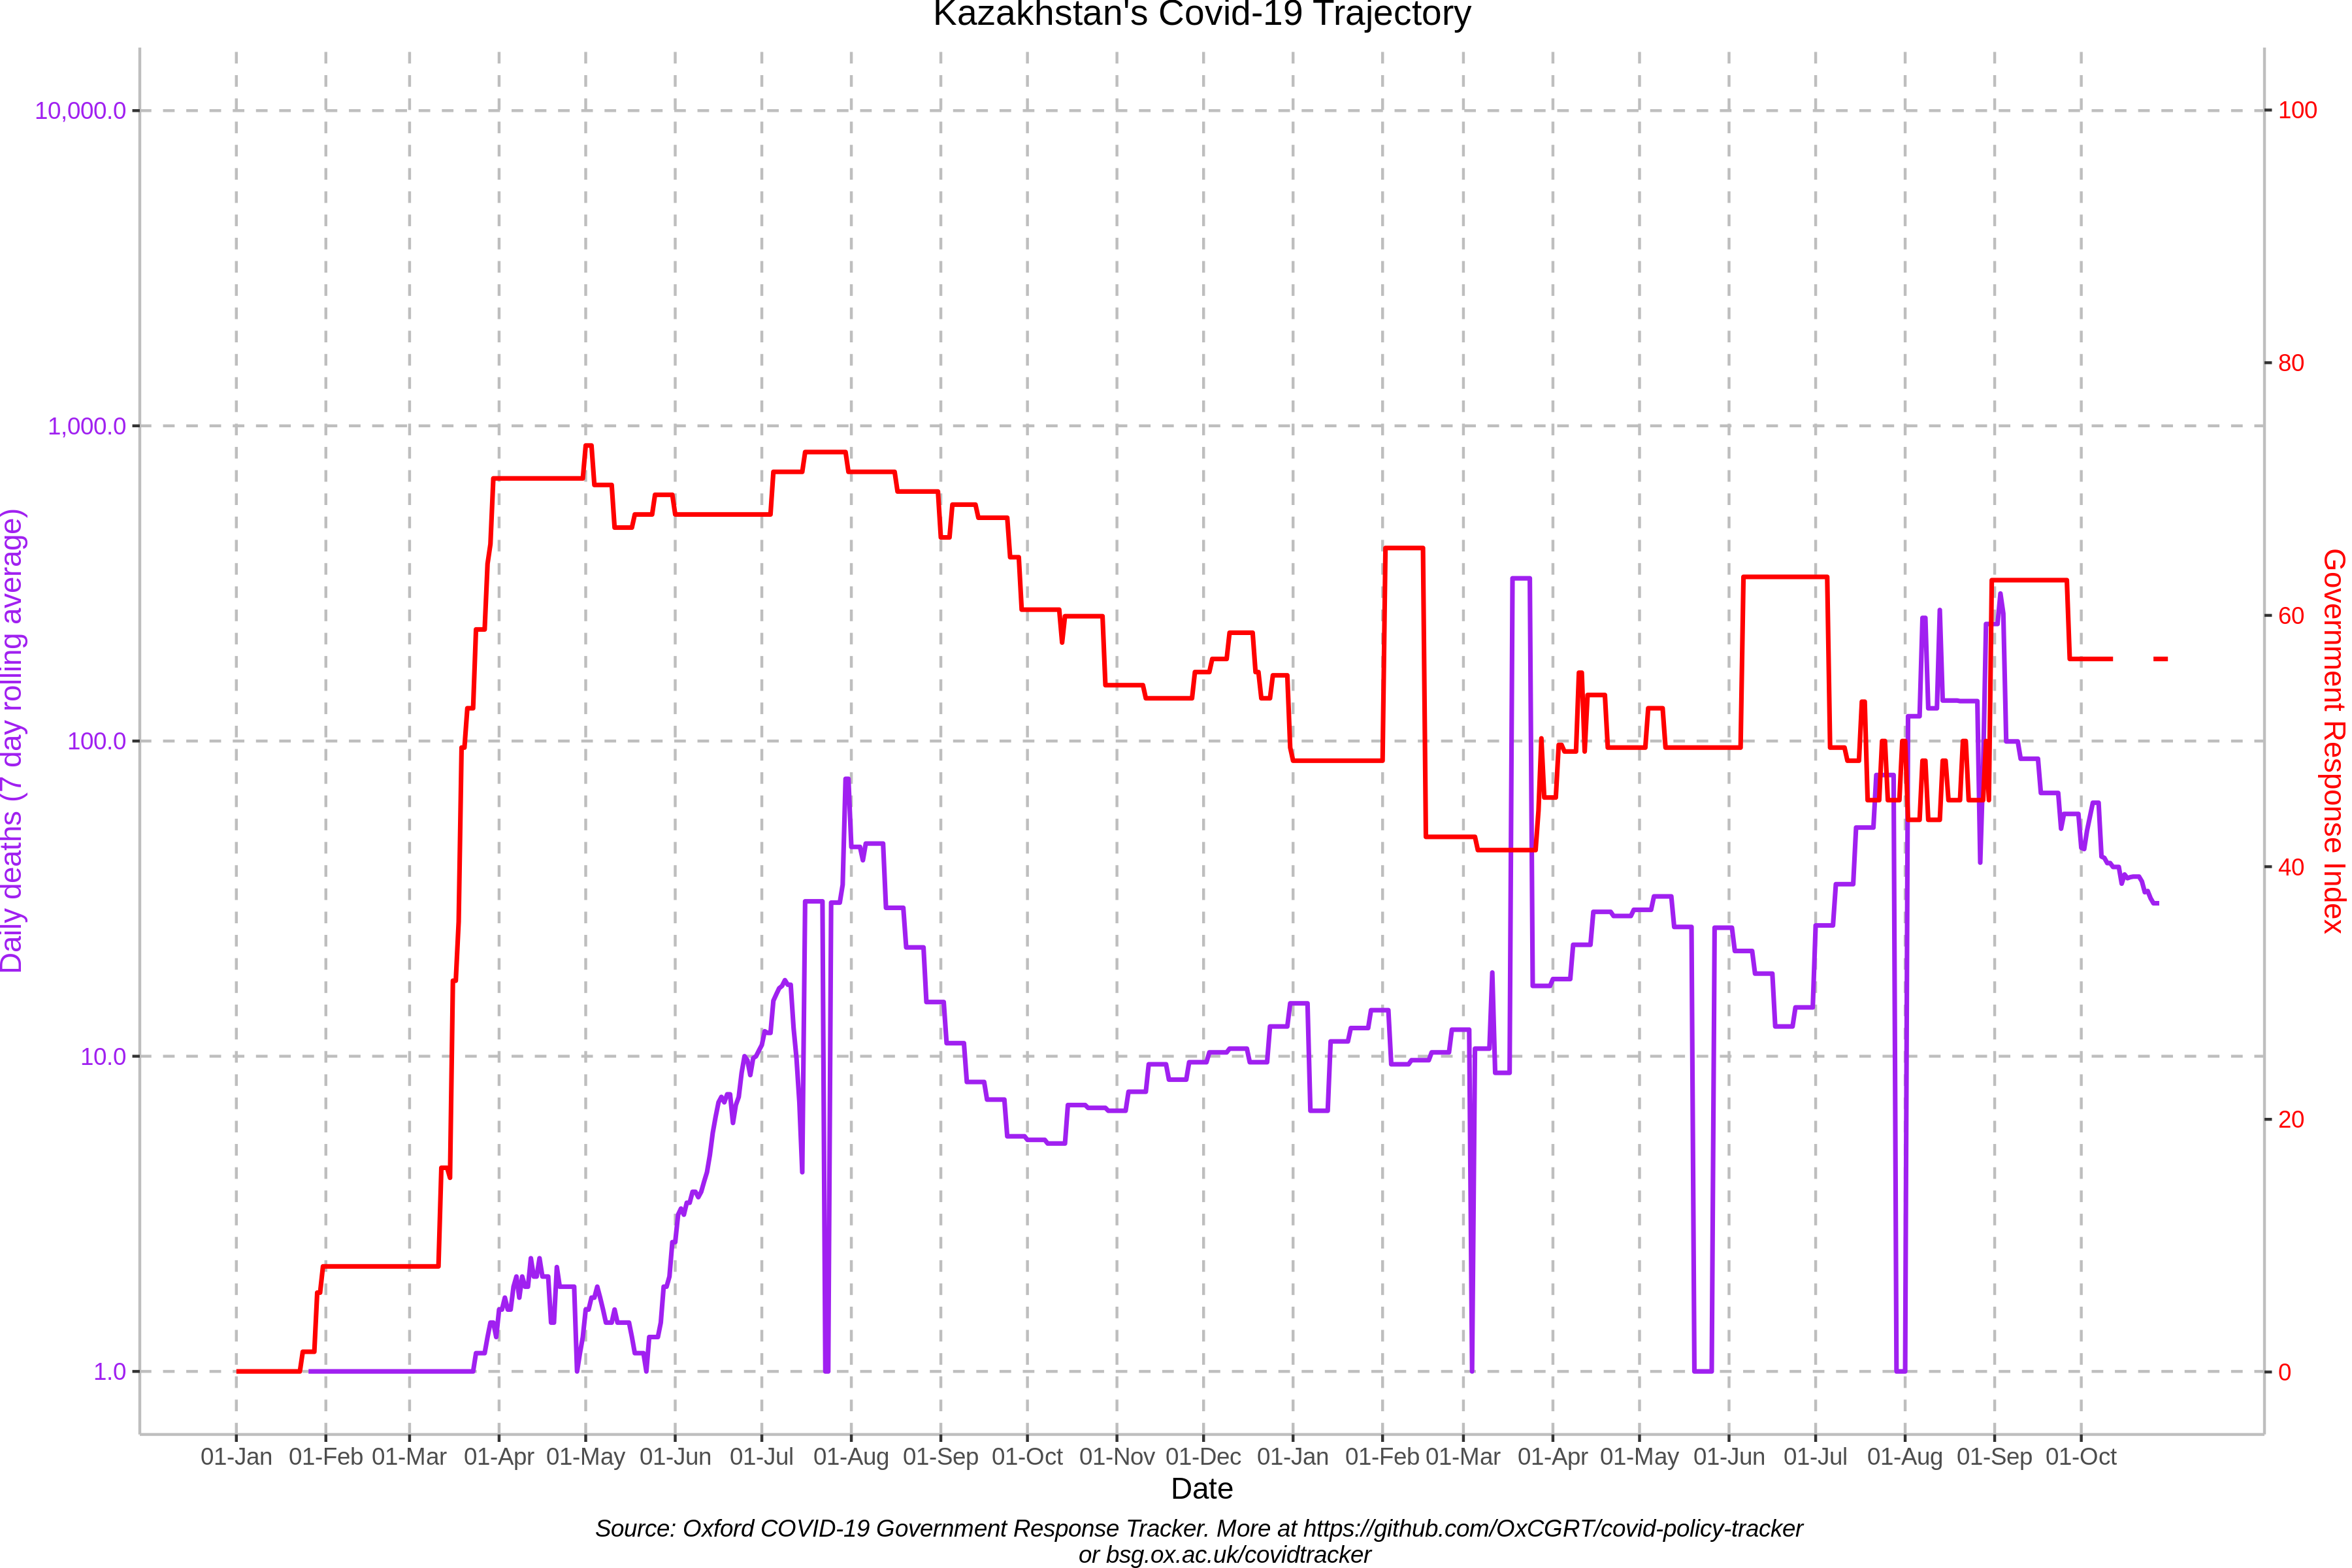 Kazakhstan's Covid-19 Trajectory
10,000.0
1,000.0
100.0
10.0
1.0
Daily deaths (7 day rolling average)
100
80
60
40
20
0
Government Response Index
01-Jan 01-Feb 01-Mar 01-Apr 01-May 01-Jun 01-Jul 01-Aug 01-Sep 01-Oct 01-Nov 01-Dec 01-Jan 01-Feb 01-Mar 01-Apr 01-May 01-Jun 01-Jul 01-Aug 01-Sep 01-Oct
Date
Source: Oxford COVID-19 Government Response Tracker. More at https://github.com/OxCGRT/covid-policy-tracker
or bsg.ox.ac.uk/covidtracker